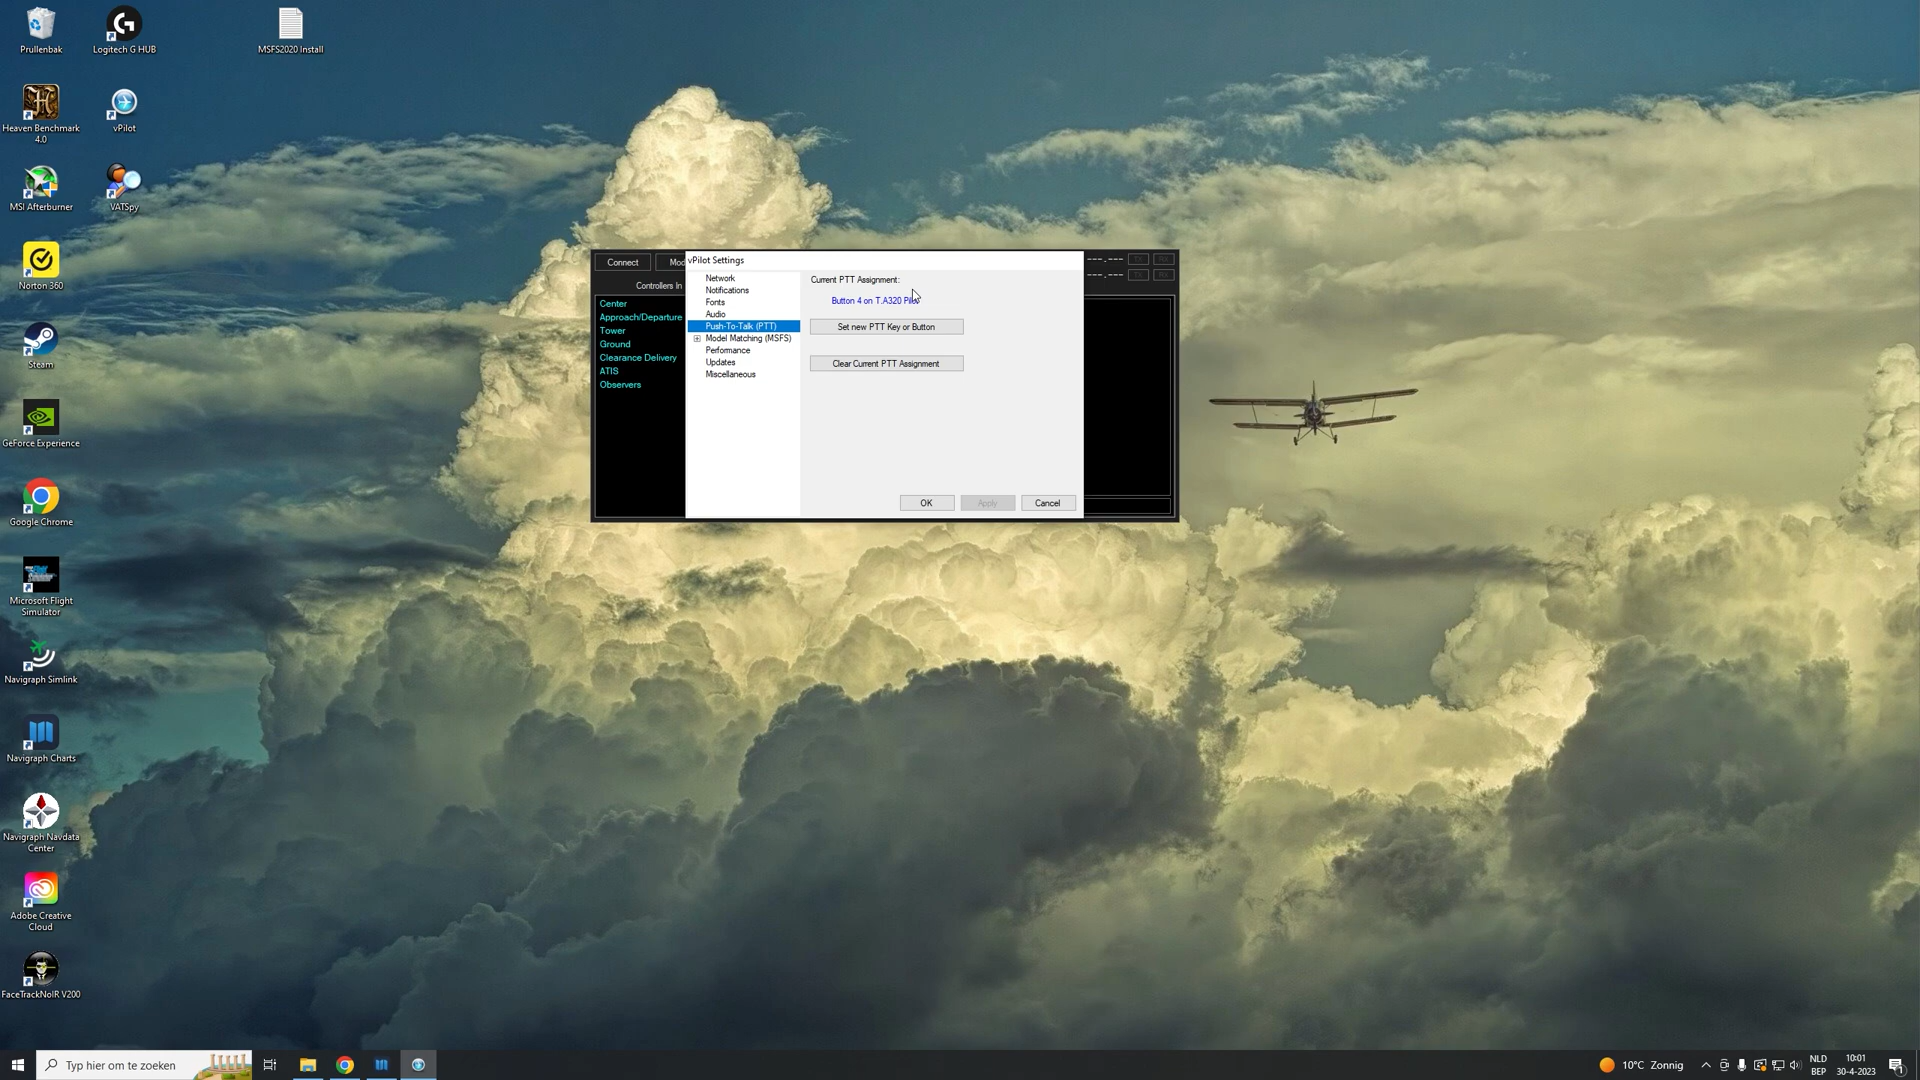 Prullenbak
Logitech G HUB
MSFS2020 Install
Heaven Benchmark
4.0
vPilot
MSI Afterburner
VATSpy
Norton 360
Steam
GeForce Experience
Google Chrome
Microsoft Flight
Simulator
Navigraph Simlink
Navigraph Charts
Navigraph Navdata
Center
Adobe Creative
Cloud
FaceTrackNoIR V200
Connect
Controllers In
Center
Approach/Departure
Tower
Ground
Clearance Delivery
ATIS
Observers
vPilot Settings
Network
Notifications
Fonts
Audio
Push-To-Talk (PTT)
Model Matching (MSFS)
Performance
Updates
Miscellaneous
Current PTT Assignment:
Button 4 on T.A320 Pilot
Set new PTT Key or Button
Clear Current PTT Assignment
OK
Apply
Cancel
---.---
TX
RX
---.---
TX
RX
Typ hier om te zoeken
10°C Zonnig
NLD
BEP
10:01
30-4-2023